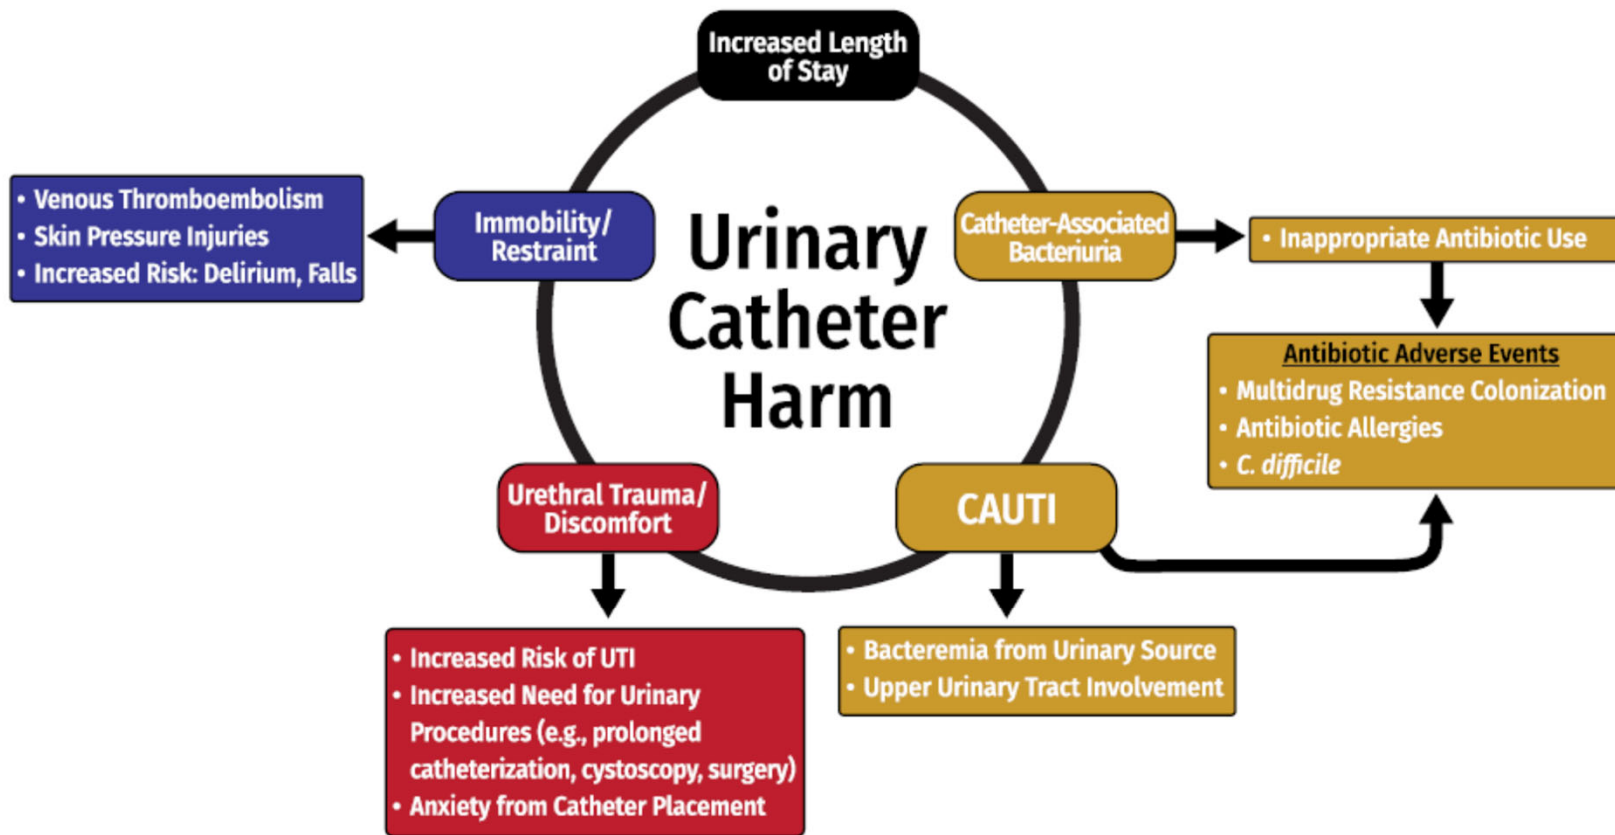 Increased Length
of Stay
• Venous Thromboembolism
• Skin Pressure Injuries
• Increased Risk: Delirium, Falls
Immobility/
Restraint
Urinary
Catheter
Harm
Catheter-Associated
Bacteriuria
• Inappropriate Antibiotic Use
Antibiotic Adverse Events
• Multidrug Resistance Colonization
• Antibiotic Allergies
• C. difficile
Urethral Trauma/
Discomfort
CAUTI
• Increased Risk of UTI
• Increased Need for Urinary
Procedures (e.g., prolonged
catheterization, cystoscopy, surgery)
• Anxiety from Catheter Placement
• Bacteremia from Urinary Source
• Upper Urinary Tract Involvement